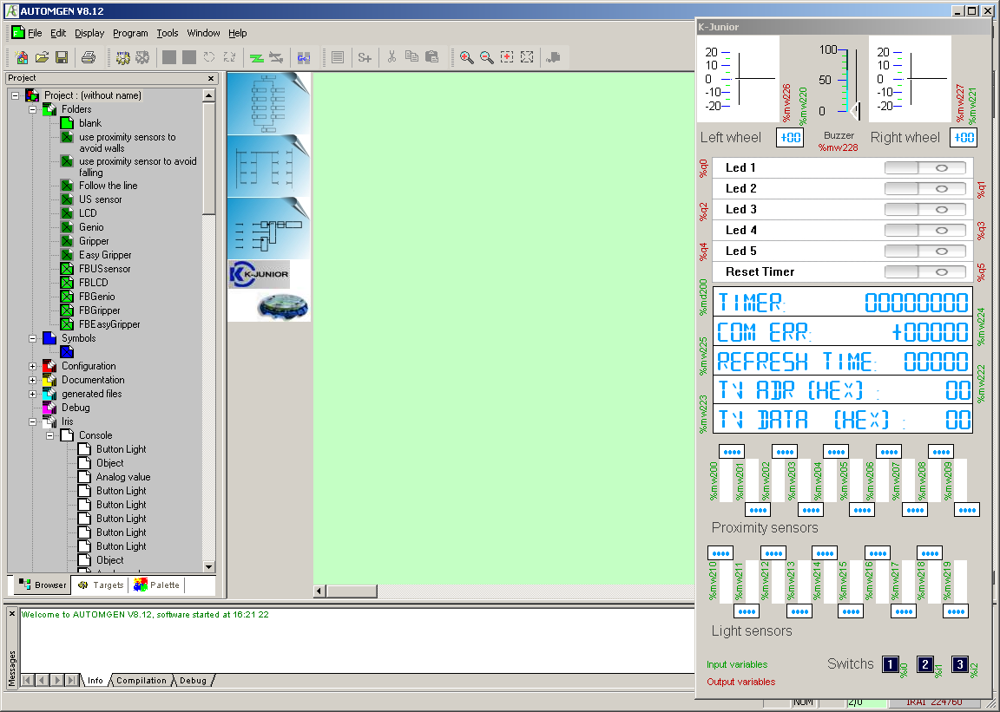 AUTOMGEN V8.12
File Edit Display Program Tools Window Help
Project
Project : (without name)
Folders
blank
use proximity sensors to
avoid walls
use proximity sensor to avoid
falling
Follow the line
US sensor
LCD
Genio
Gripper
Easy Gripper
FBUSsensor
FBLCD
FBGenio
FBGripper
FBEasyGripper
Symbols
Configuration
Documentation
generated files
Debug
Iris
Console
Button Light
Object
Analog value
Button Light
Button Light
Button Light
Button Light
Button Light
Object
Browser Targets Palette
K-JUNIOR
Messages
Welcome to AUTOMGEN V8.12, software started at 16:21 22
Info Compilation Debug
K-Junior
20
10
0
-10
-20
%mw226
%mw220
100
50
0
20
10
0
-10
-20
%mw227
%mw221
Left wheel +00
Buzzer
%mw228
Right wheel +00
%q0
Led 1
Led 2
%q1
%q2
Led 3
Led 4
%q3
%q4
Led 5
Reset Timer
%q5
%md200
TIMER: 00000000
COM ERR: +00000
%mw224
%mw225
REFRESH TIME: 00000
%mw222
TV ADR (HEX) : 00
%mw223
TV DATA (HEX) : 00
%mw200 %mw201 %mw202 %mw203 %mw204 %mw205 %mw206 %mw207 %mw208 %mw209
Proximity sensors
%mw210 %mw211 %mw212 %mw213 %mw214 %mw215 %mw216 %mw217 %mw218 %mw219
Light sensors
Input variables
Output variables
Switchs 1 %i0 2 %i1 3 %i2
NUM 2/0 IRAI 224760